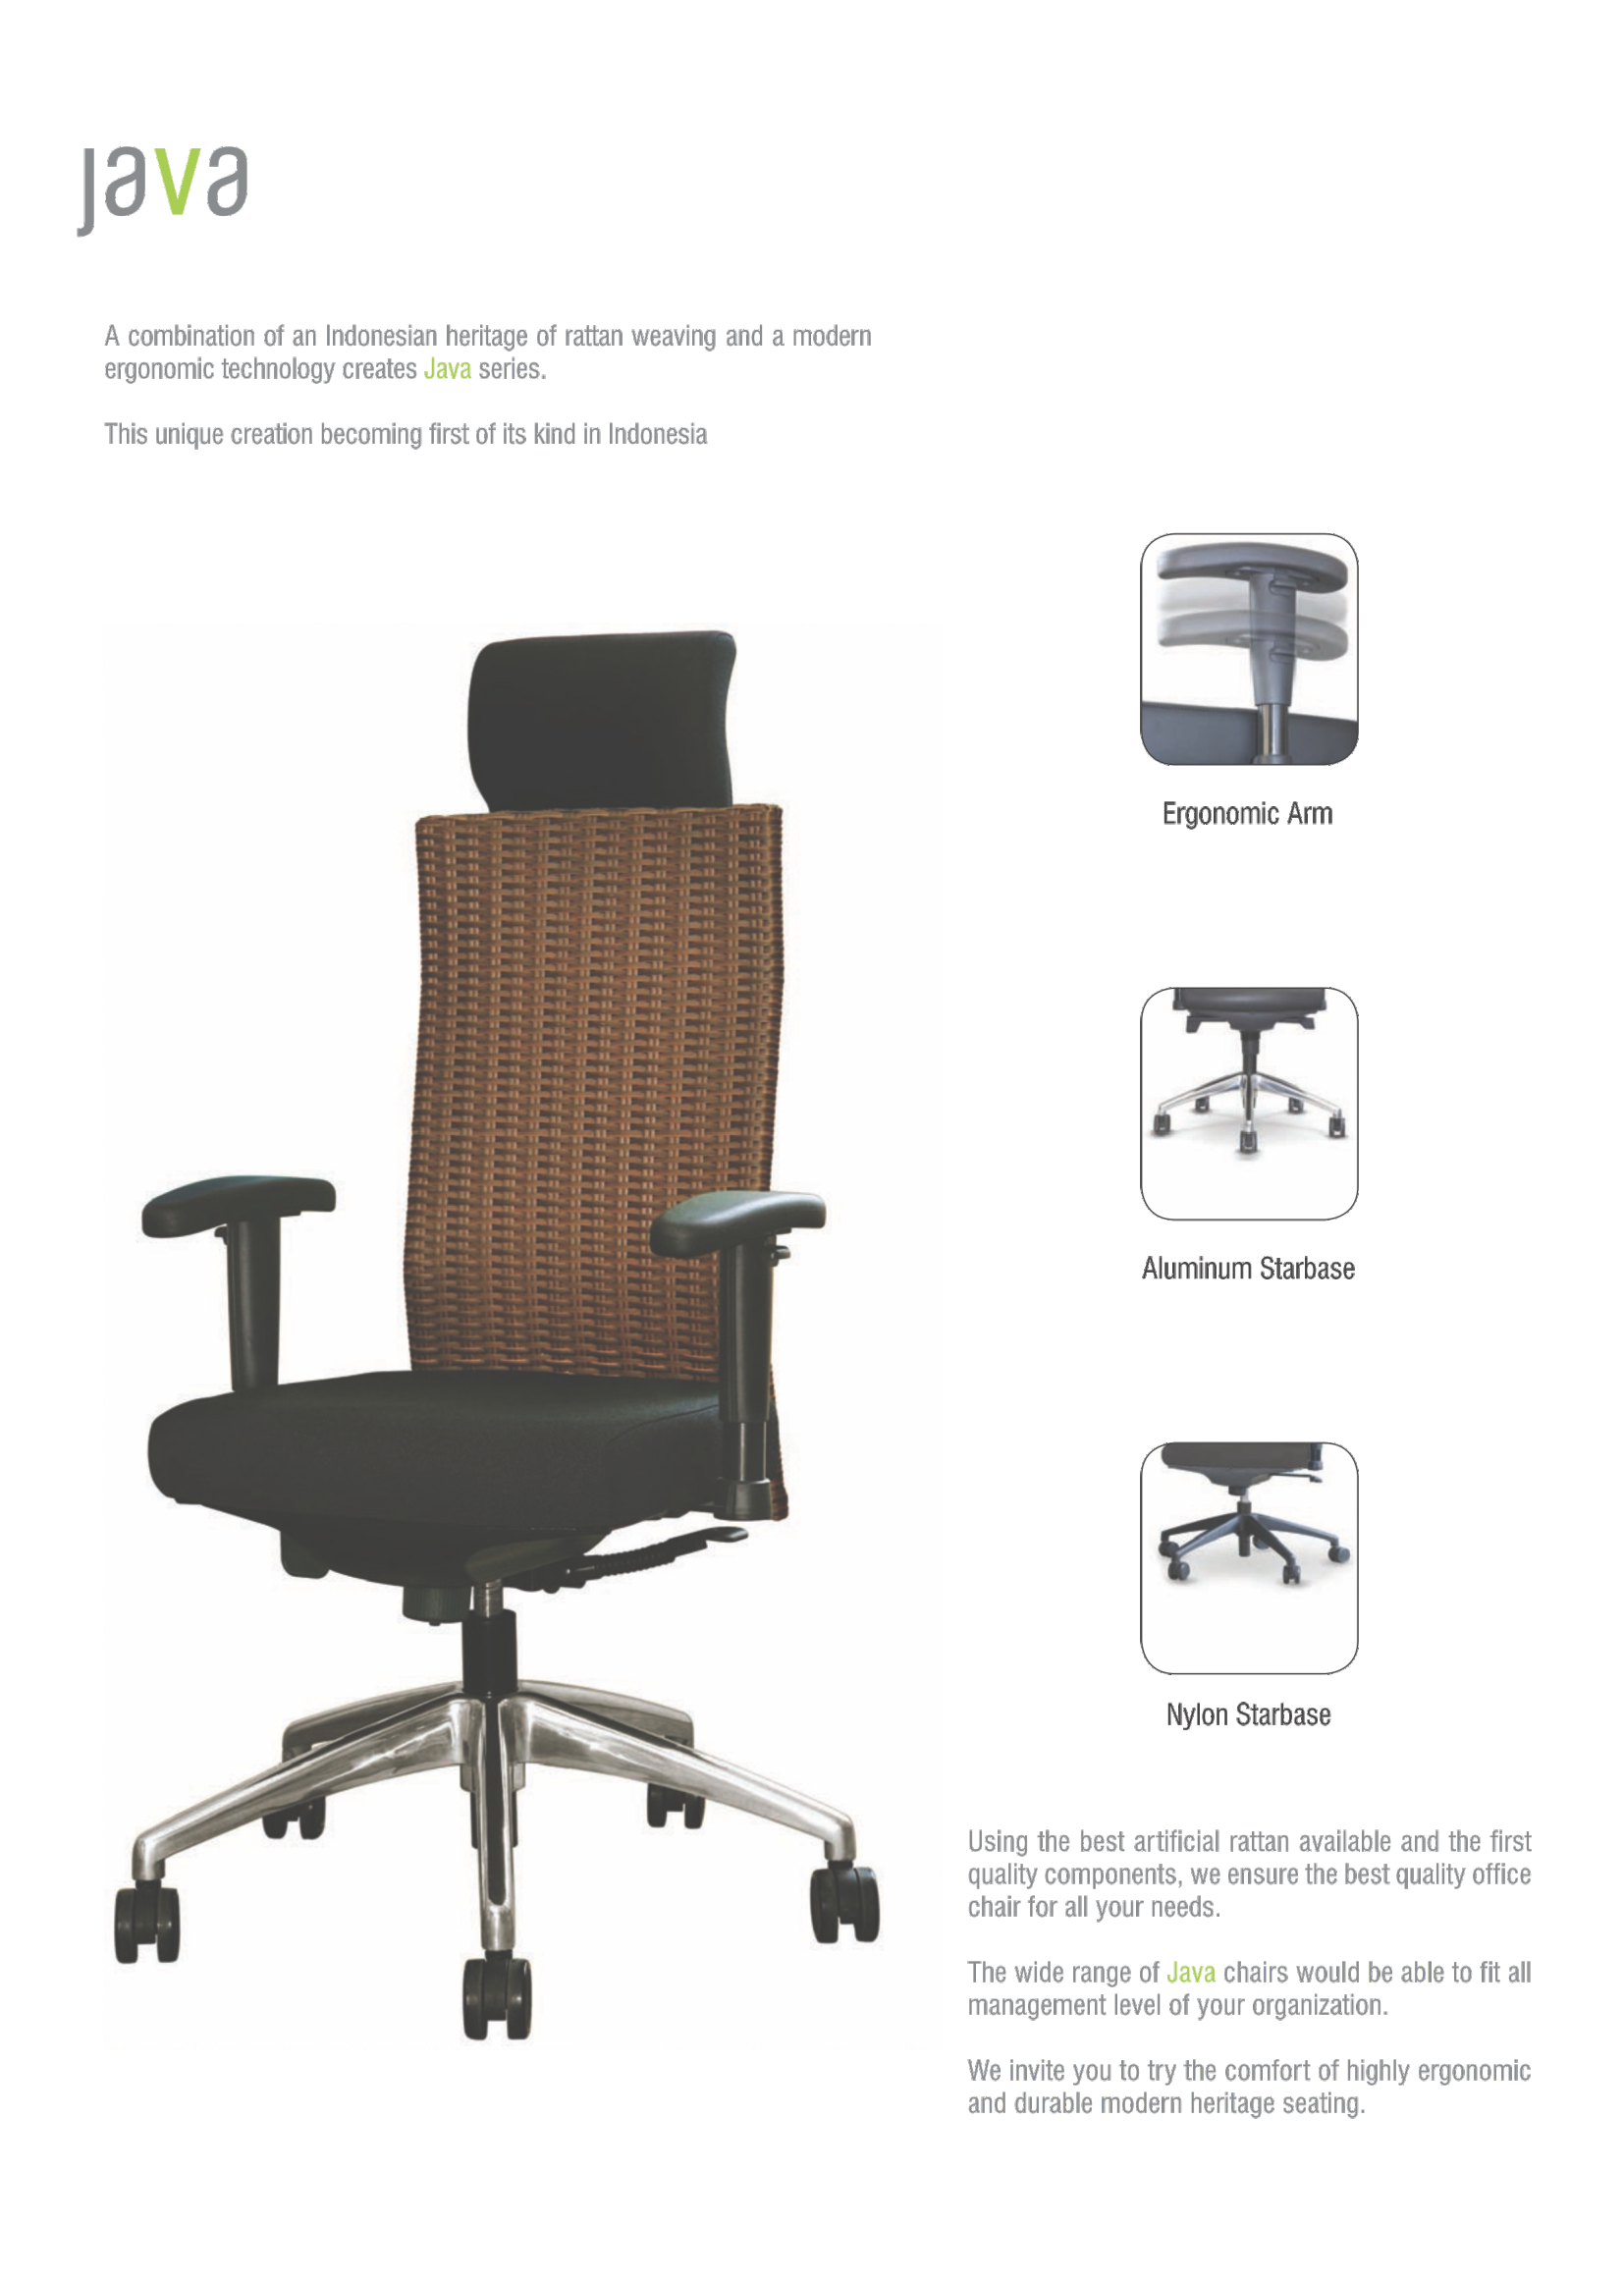 java
A combination of an Indonesian heritage of rattan weaving and a modern
ergonomic technology creates Java series.
This unique creation becoming first of its kind in Indonesia
Ergonomic Arm
Aluminum Starbase
Nylon Starbase
Using the best artificial rattan available and the first
quality components, we ensure the best quality office
chair for all your needs.
The wide range of Java chairs would be able to fit all
management level of your organization.
We invite you to try the comfort of highly ergonomic
and durable modern heritage seating.